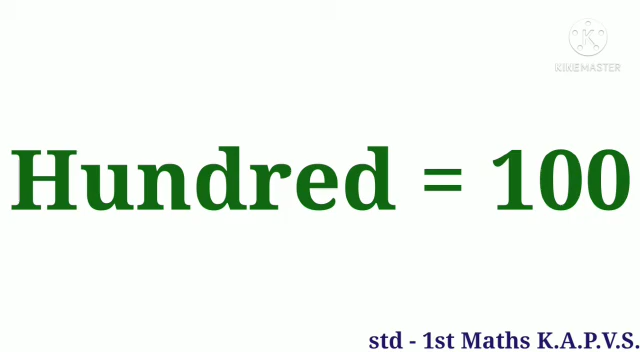 K
KINEMASTER
Hundred = 100
std - 1st Maths K.A.P.V.S.